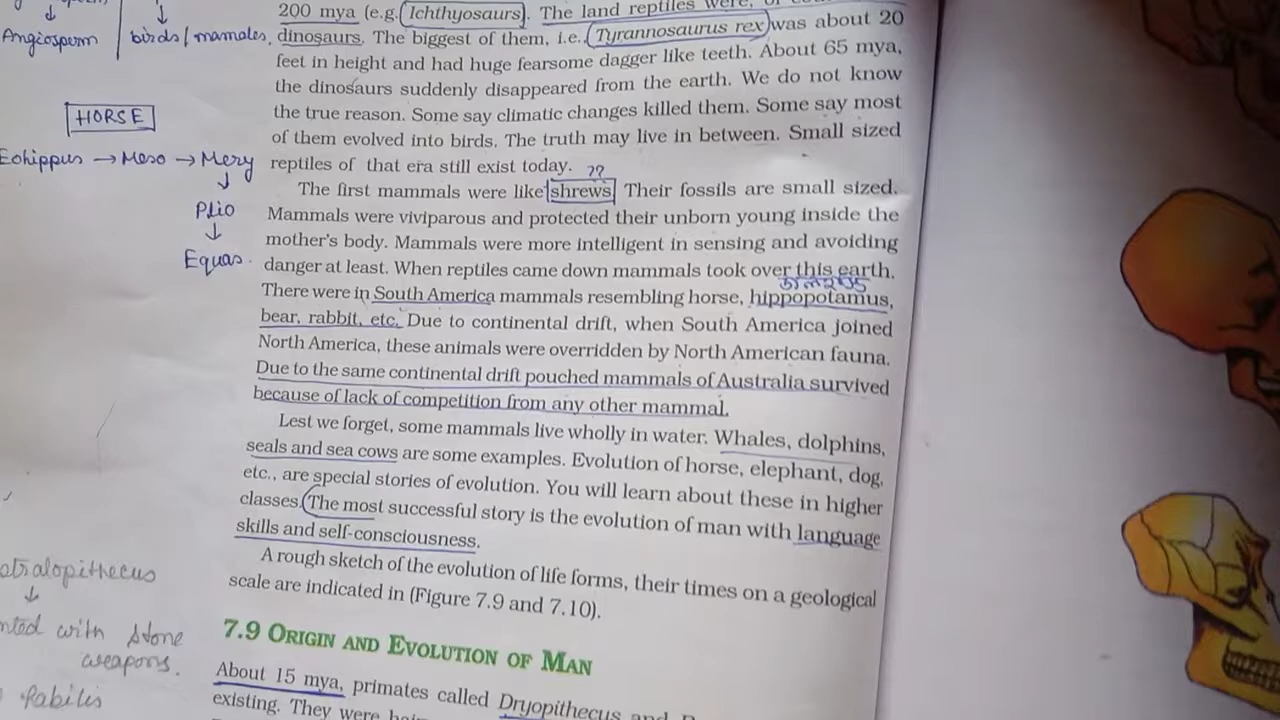 ↓
↓
Angiosperm
birds/mamales,
HORSE
Eohippus → Meso → Mery
↓
Plio
↓
Equas.
200 mya (e.g. Ichthyosaurs). The land reptiles were,
dinosaurs. The biggest of them, i.e., Tyrannosaurus rex was about 20
feet in height and had huge fearsome dagger like teeth. About 65 mya,
the dinosaurs suddenly disappeared from the earth. We do not know
the true reason. Some say climatic changes killed them. Some say most
of them evolved into birds. The truth may live in between. Small sized
reptiles of that era still exist today.
??
The first mammals were like shrews. Their fossils are small sized.
Mammals were viviparous and protected their unborn young inside the
mother's body. Mammals were more intelligent in sensing and avoiding
danger at least. When reptiles came down mammals took over this earth.
There were in South America mammals resembling horse, hippopotamus,
bear, rabbit, etc. Due to continental drift, when South America joined
North America, these animals were overridden by North American fauna.
Due to the same continental drift pouched mammals of Australia survived
because of lack of competition from any other mammal.
Lest we forget, some mammals live wholly in water. Whales, dolphins,
seals and sea cows are some examples. Evolution of horse, elephant, dog,
etc., are special stories of evolution. You will learn about these in higher
classes. The most successful story is the evolution of man with language
skills and self-consciousness.
A rough sketch of the evolution of life forms, their times on a geological
scale are indicated in (Figure 7.9 and 7.10).
↓
with stone
weapons.
7.9 ORIGIN AND EVOLUTION OF MAN
About 15 mya, primates called Dryopithecus and
existing. They were